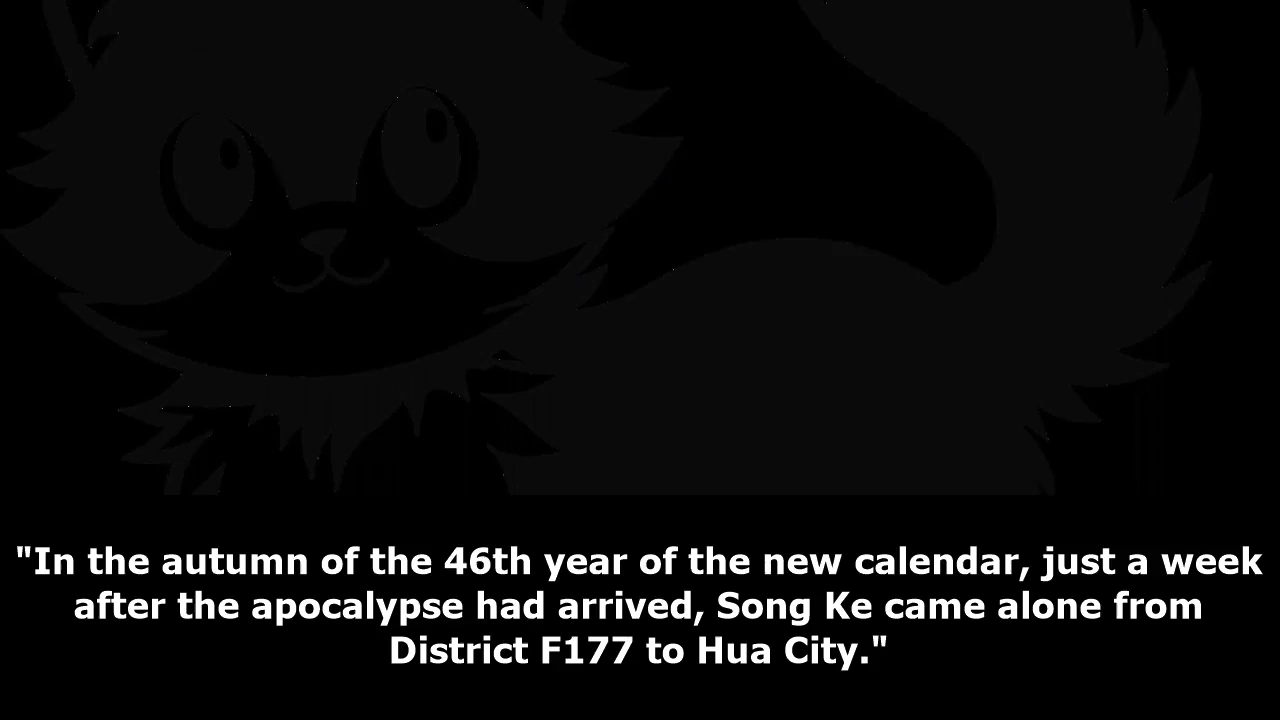 "In the autumn of the 46th year of the new calendar, just a week
after the apocalypse had arrived, Song Ke came alone from
District F177 to Hua City."